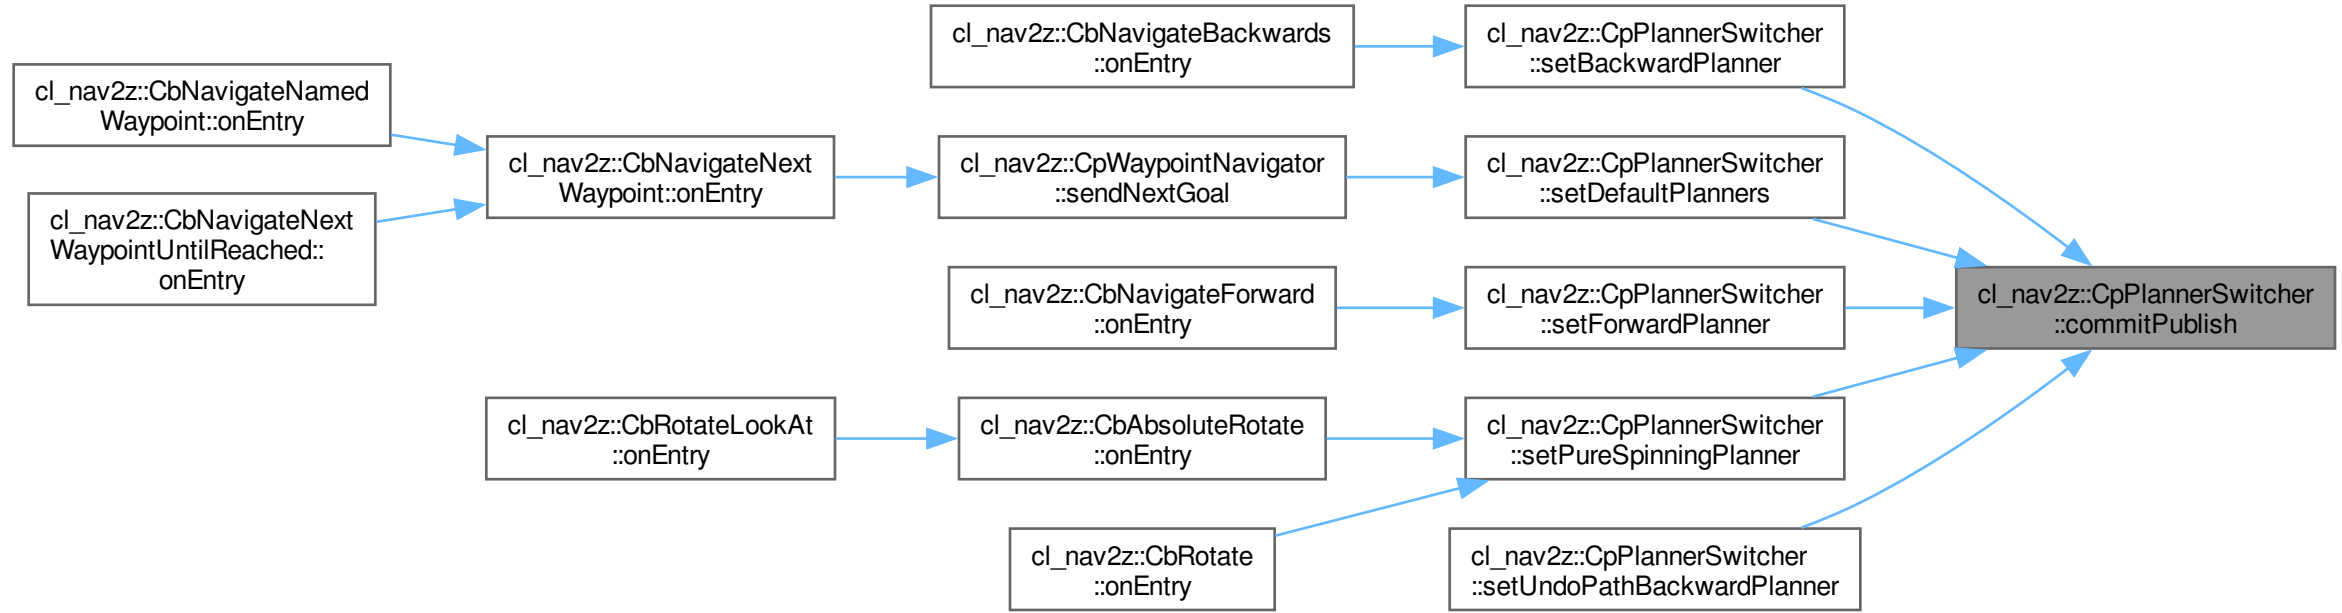 cl_nav2z::CbNavigateNamed
Waypoint::onEntry
cl_nav2z::CbNavigateNext
WaypointUntilReached::
onEntry
cl_nav2z::CbNavigateNext
Waypoint::onEntry
cl_nav2z::CbRotateLookAt
::onEntry
cl_nav2z::CbNavigateBackwards
::onEntry
cl_nav2z::CpWaypointNavigator
::sendNextGoal
cl_nav2z::CbNavigateForward
::onEntry
cl_nav2z::CbAbsoluteRotate
::onEntry
cl_nav2z::CbRotate
::onEntry
cl_nav2z::CpPlannerSwitcher
::setBackwardPlanner
cl_nav2z::CpPlannerSwitcher
::setDefaultPlanners
cl_nav2z::CpPlannerSwitcher
::setForwardPlanner
cl_nav2z::CpPlannerSwitcher
::setPureSpinningPlanner
cl_nav2z::CpPlannerSwitcher
::setUndoPathBackwardPlanner
cl_nav2z::CpPlannerSwitcher
::commitPublish